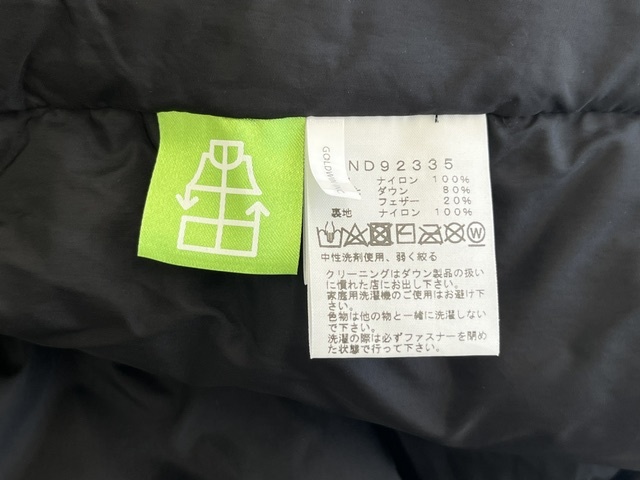 GOLDWIN
ND92335
ナイロン 100%
ダウン 80%
フェザー 20%
裏地 ナイロン 100%
W
中性洗剤使用、弱く絞る
クリーニングはダウン製品の扱い
に慣れた店にお出し下さい。
家庭用洗濯機のご使用はお避け下
さい。
色物は他の物と一緒に洗濯しない
で下さい。
洗濯の際は必ずファスナーを閉め
た状態で行って下さい。